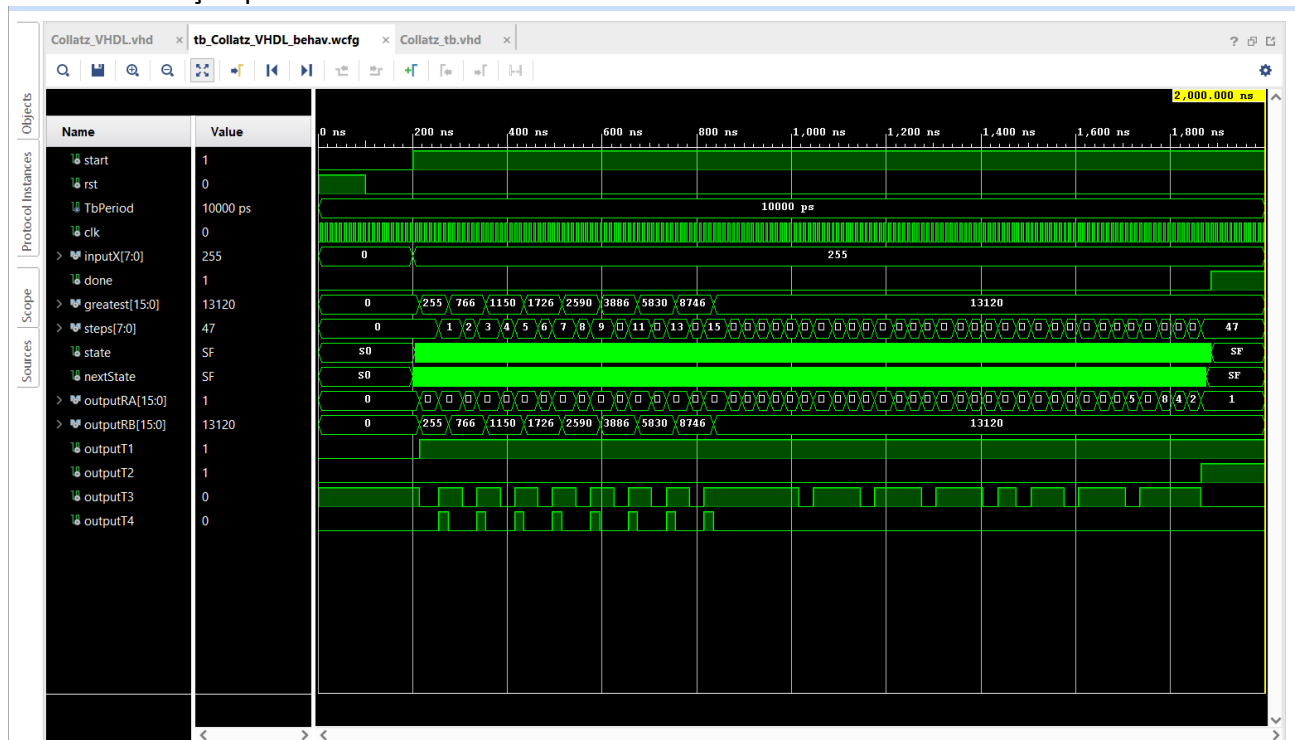 Collatz_VHDL.vhd × tb_Collatz_VHDL_behav.wcfg × Collatz_tb.vhd ×
?
2,000.000 ns
Objects
Protocol Instances
Scope
Sources
Name Value 0 ns 200 ns 400 ns 600 ns 800 ns 1,000 ns 1,200 ns 1,400 ns 1,600 ns 1,800 ns
start 1
rst 0
TbPeriod 10000 ps 10000 ps
clk 0
> inputX[7:0] 255 0 255
done 1
> greatest[15:0] 13120 0 255 766 1150 1726 2590 3886 5830 8746 13120
> steps[7:0] 47 0 1 2 3 4 5 6 7 8 9 11 13 15 47
state SF S0 SF
nextState SF S0 SF
> outputRA[15:0] 1 0 5 8 4 2 1
> outputRB[15:0] 13120 0 255 766 1150 1726 2590 3886 5830 8746 13120
outputT1 1
outputT2 1
outputT3 0
outputT4 0